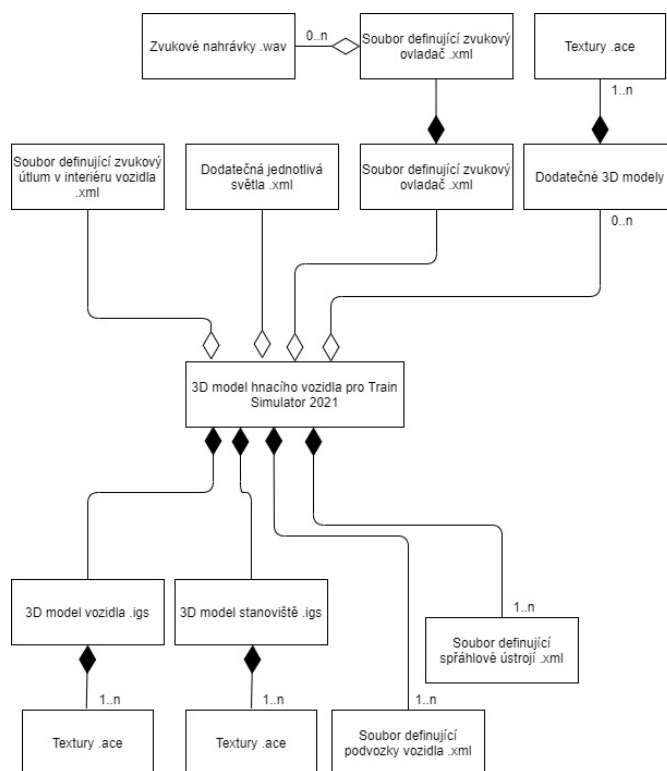 Zvukové nahrávky .wav
0..n
Soubor definující zvukový
ovladač .xml
Textury .ace
1..n
Soubor definující zvukový
útlum v interiéru vozidla
.xml
Dodatečná jednotlivá
světla .xml
Soubor definující zvukový
ovladač .xml
Dodatečné 3D modely
0..n
3D model hnacího vozidla pro Train
Simulator 2021
3D model vozidla .igs
3D model stanoviště .igs
1..n
Soubor definující
spřáhlové ústrojí .xml
1..n
Textury .ace
1..n
Textury .ace
1..n
Soubor definující
podvozky vozidla .xml